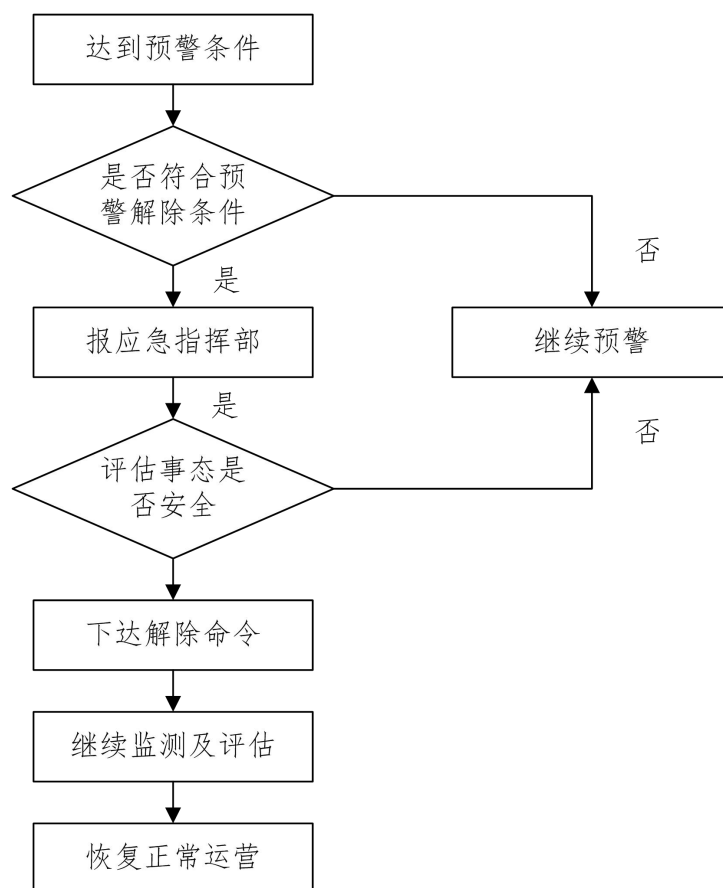 达到预警条件
是否符合预
警解除条件
否
是
报应急指挥部
继续预警
是
否
评估事态是
否安全
下达解除命令
继续监测及评估
恢复正常运营